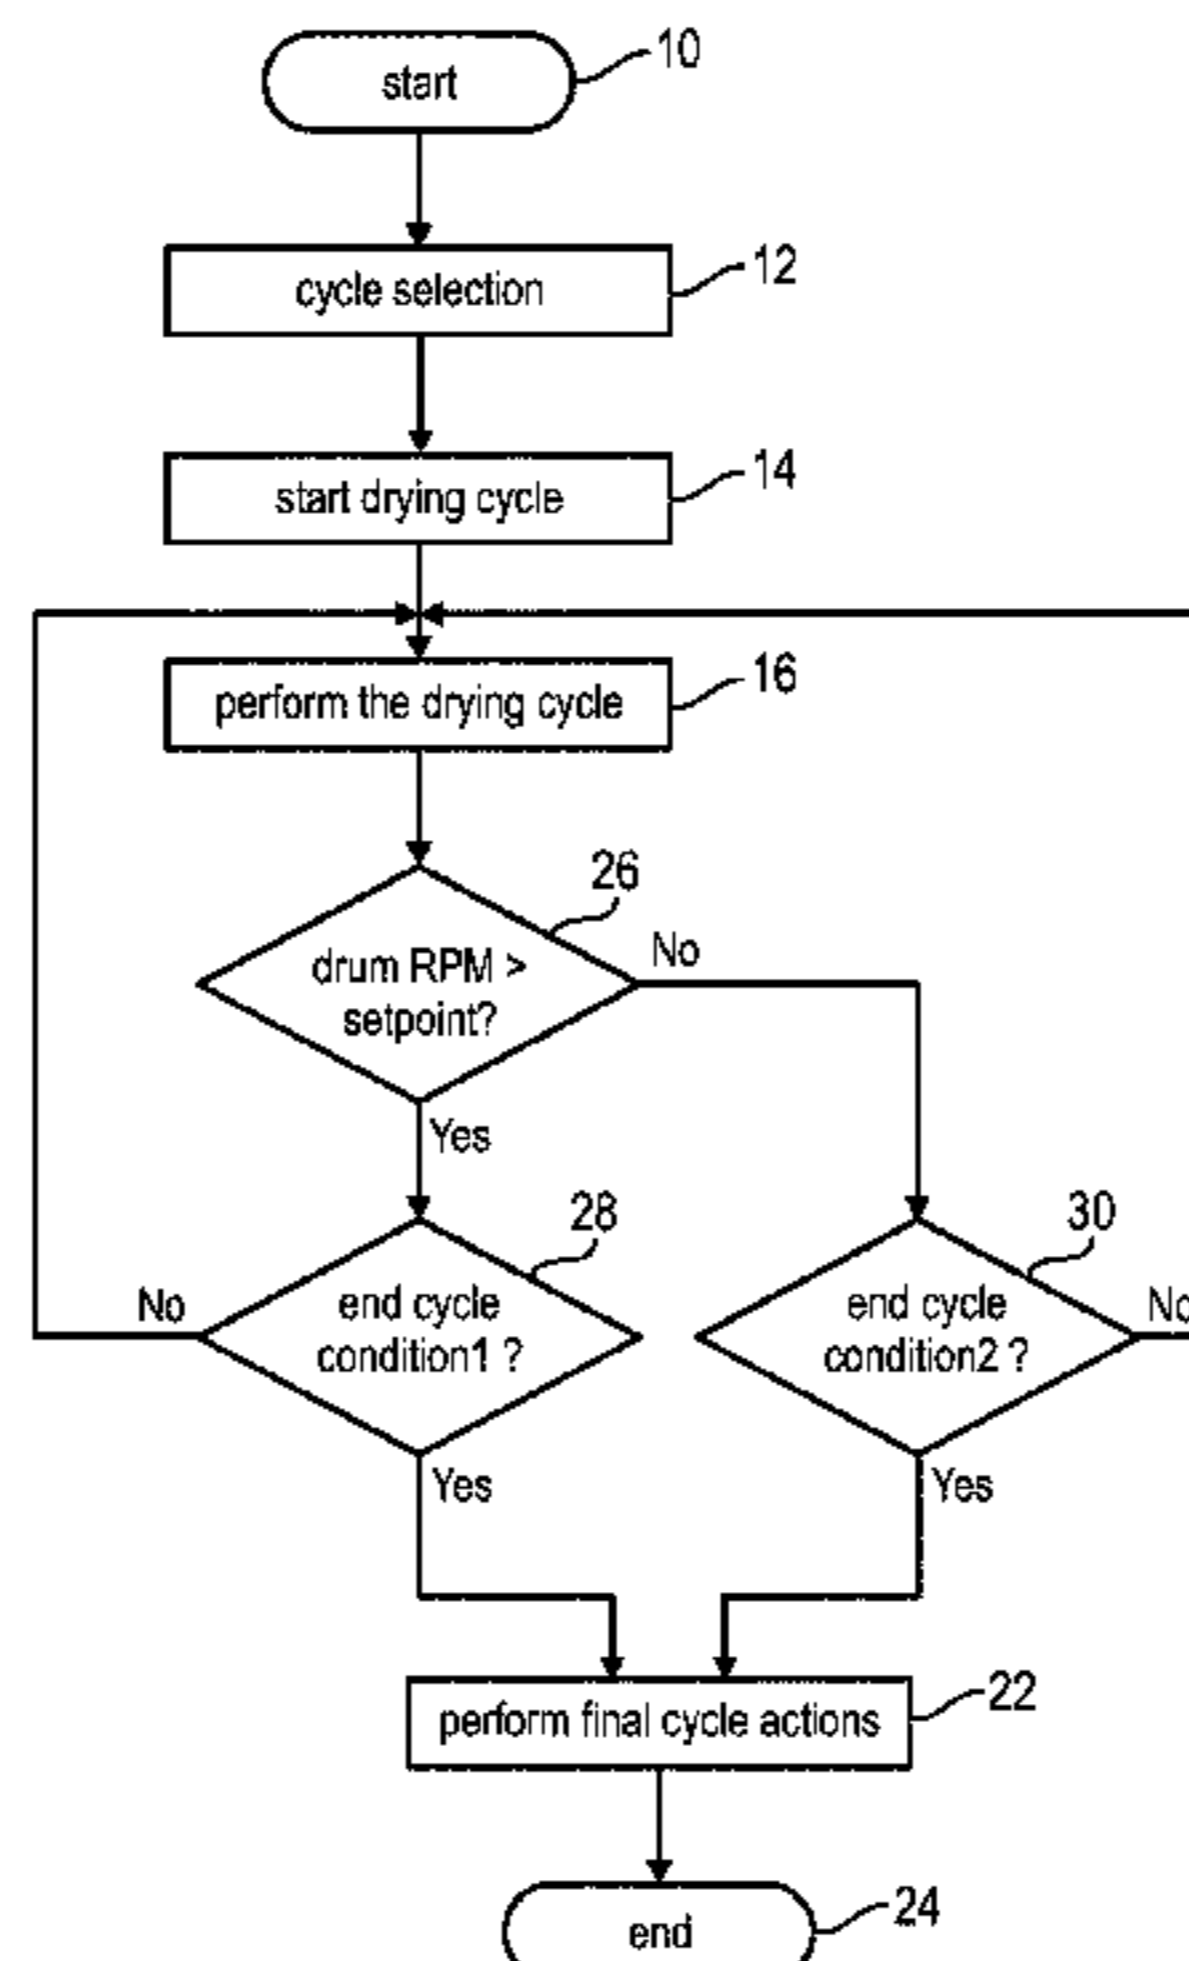 start
10
cycle selection
12
start drying cycle
14
perform the drying cycle
16
26
drum RPM >
setpoint?
No
Yes
28
30
No
end cycle
condition1 ?
end cycle
condition2 ?
No
Yes
Yes
perform final cycle actions
22
end
24